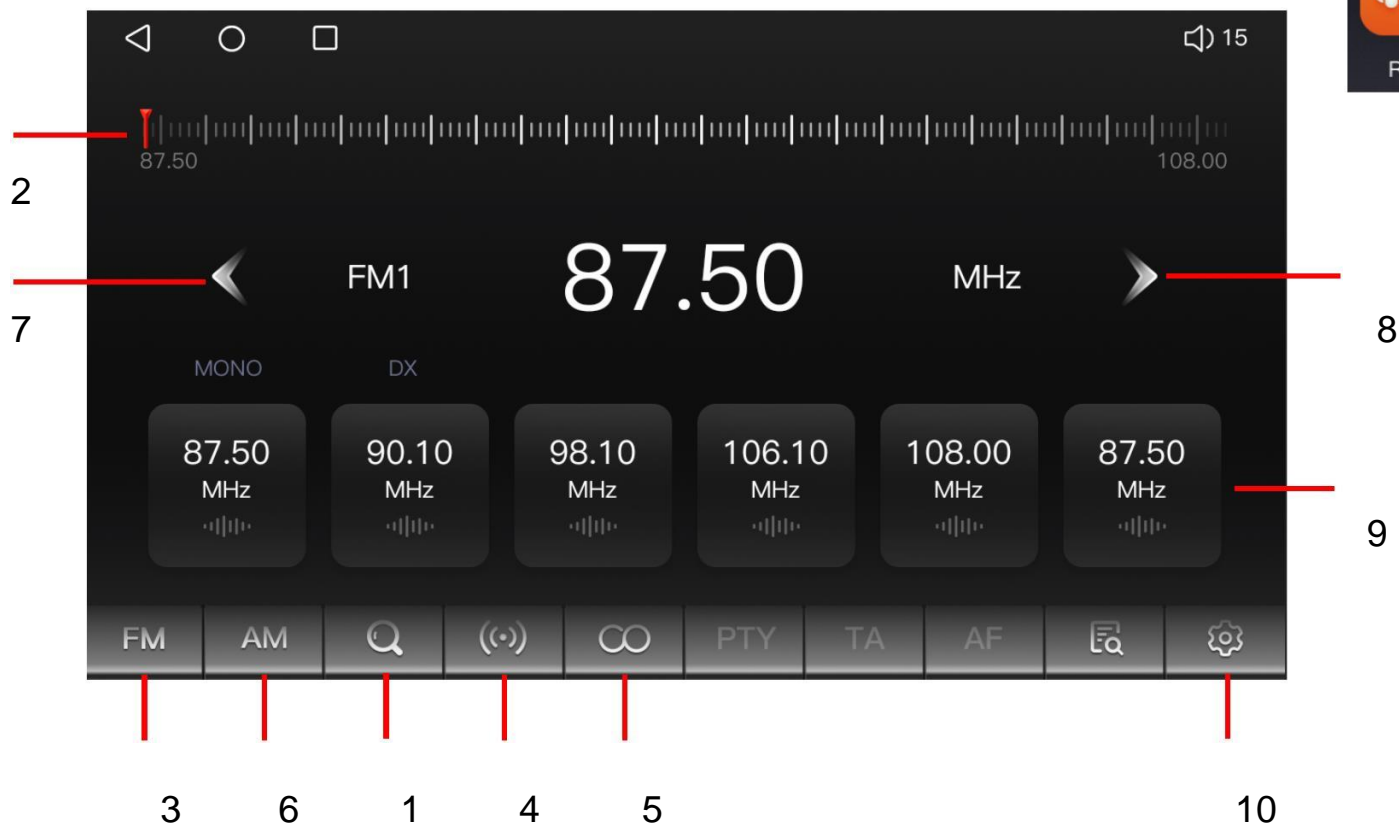 15
R
87.50
108.00
2
FM1 87.50 MHz
7
8
MONO DX
87.50 90.10 98.10 106.10 108.00 87.50
MHz MHz MHz MHz MHz MHz
9
FM AM PTY TA AF
3 6 1 4 5 10